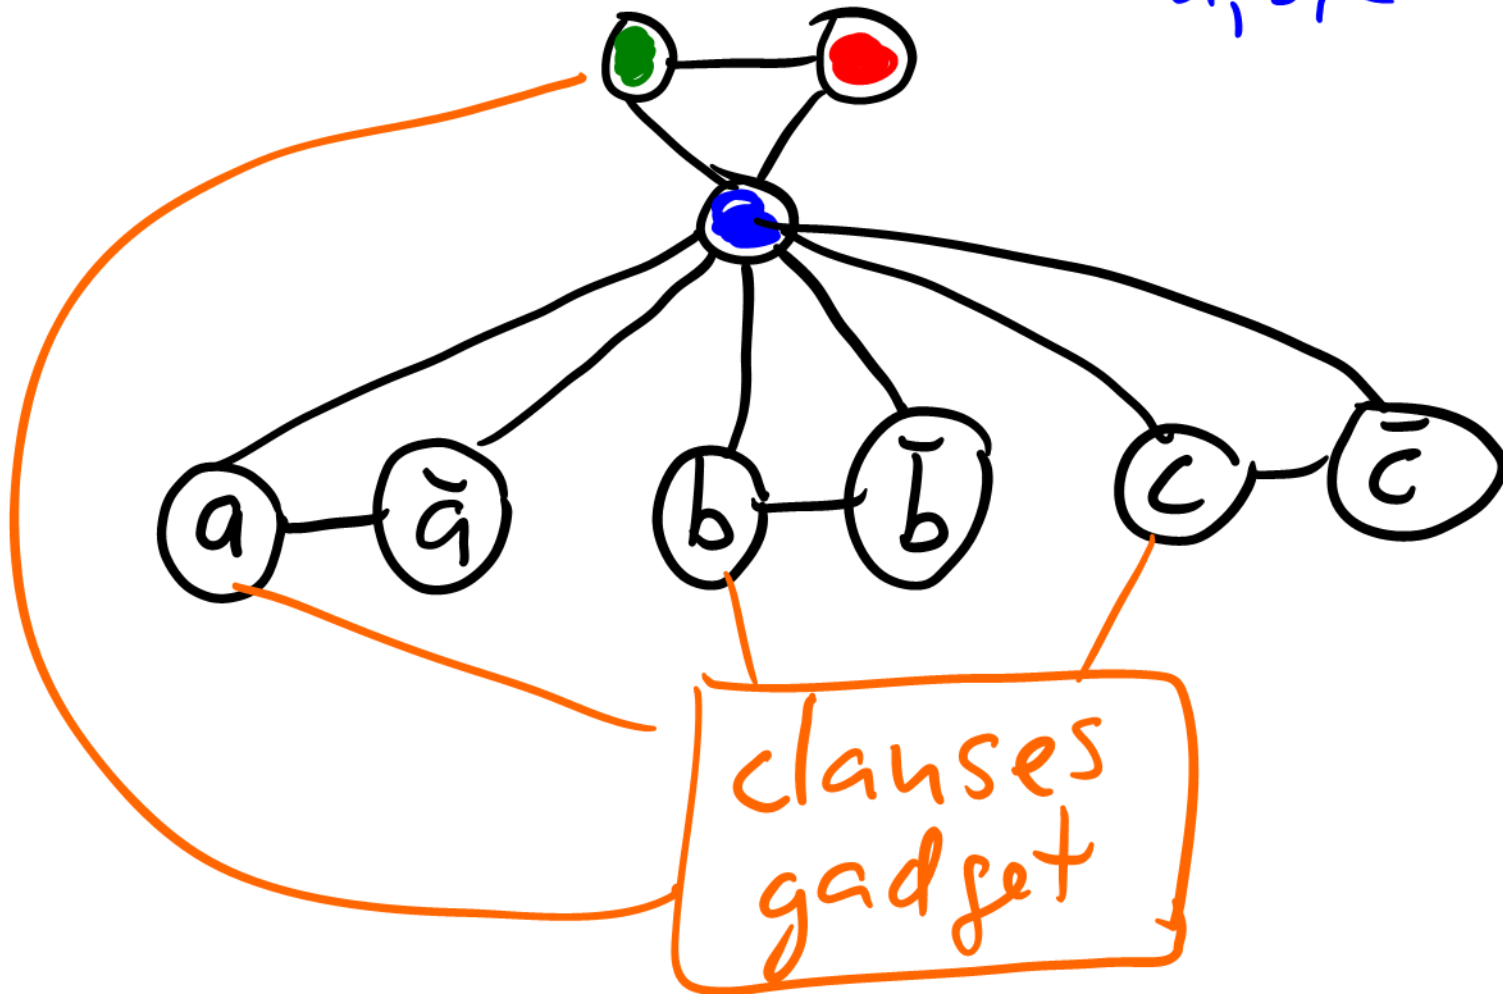 a ā b b̄ c c̄
clauses
gadget